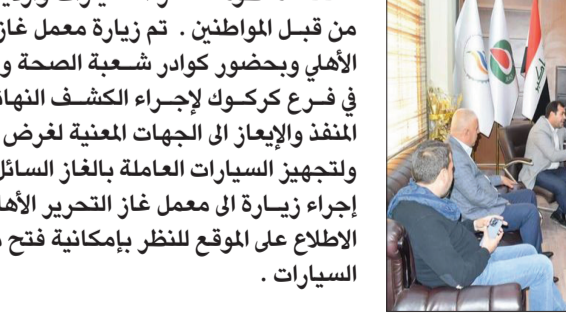 من قبل المواطنين . تم زيارة معمل غاز
الأهلي وبحضور كوادر شعبة الصحة و
في فرع كركوك لإجراء الكشف النهائ
المنفذ والإيعاز الى الجهات المعنية لغرض
ولتجهيز السيارات العاملة بالغاز السائل
إجراء زيارة الى معمل غاز التحرير الأهل
الاطلاع على الموقع للنظر بإمكانية فتح
السيارات .